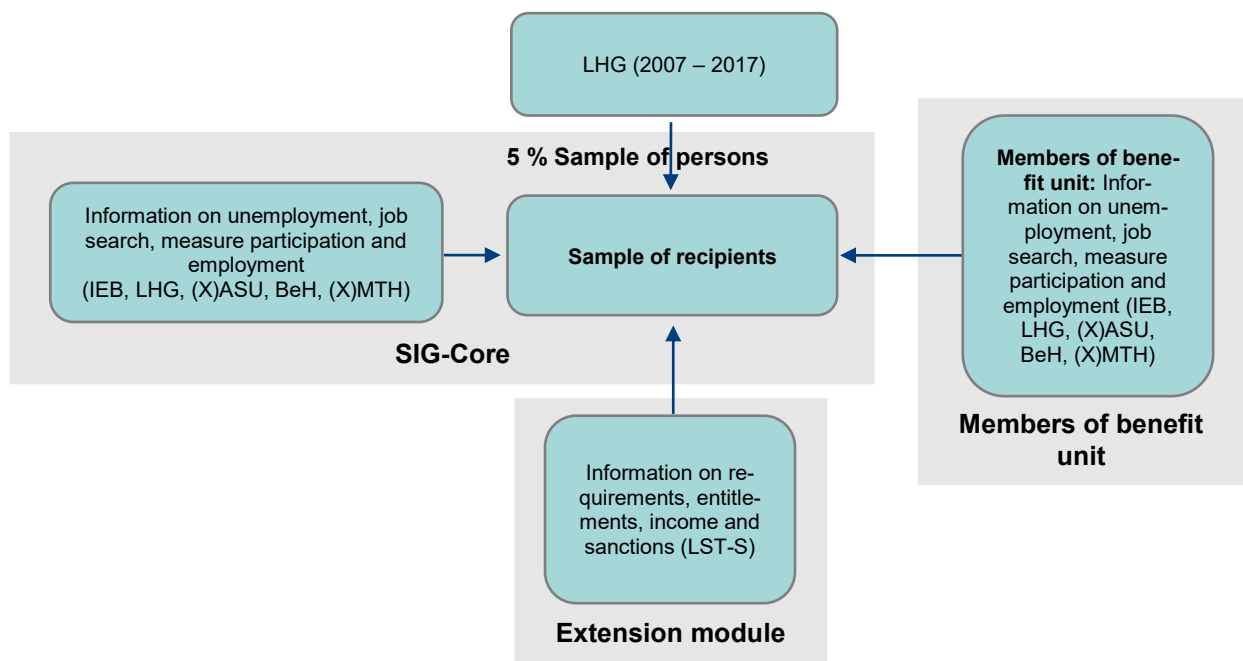 LHG (2007 – 2017)
5 % Sample of persons
Information on unemployment, job
search, measure participation and
employment
(IEB, LHG, (X)ASU, BeH, (X)MTH)
Sample of recipients
SIG-Core
Members of bene-
fit unit: Infor-
mation on unem-
ployment, job
search, measure
participation and
employment (IEB,
LHG, (X)ASU,
BeH, (X)MTH)
Members of benefit
unit
Information on re-
quirements, entitle-
ments, income and
sanctions (LST-S)
Extension module